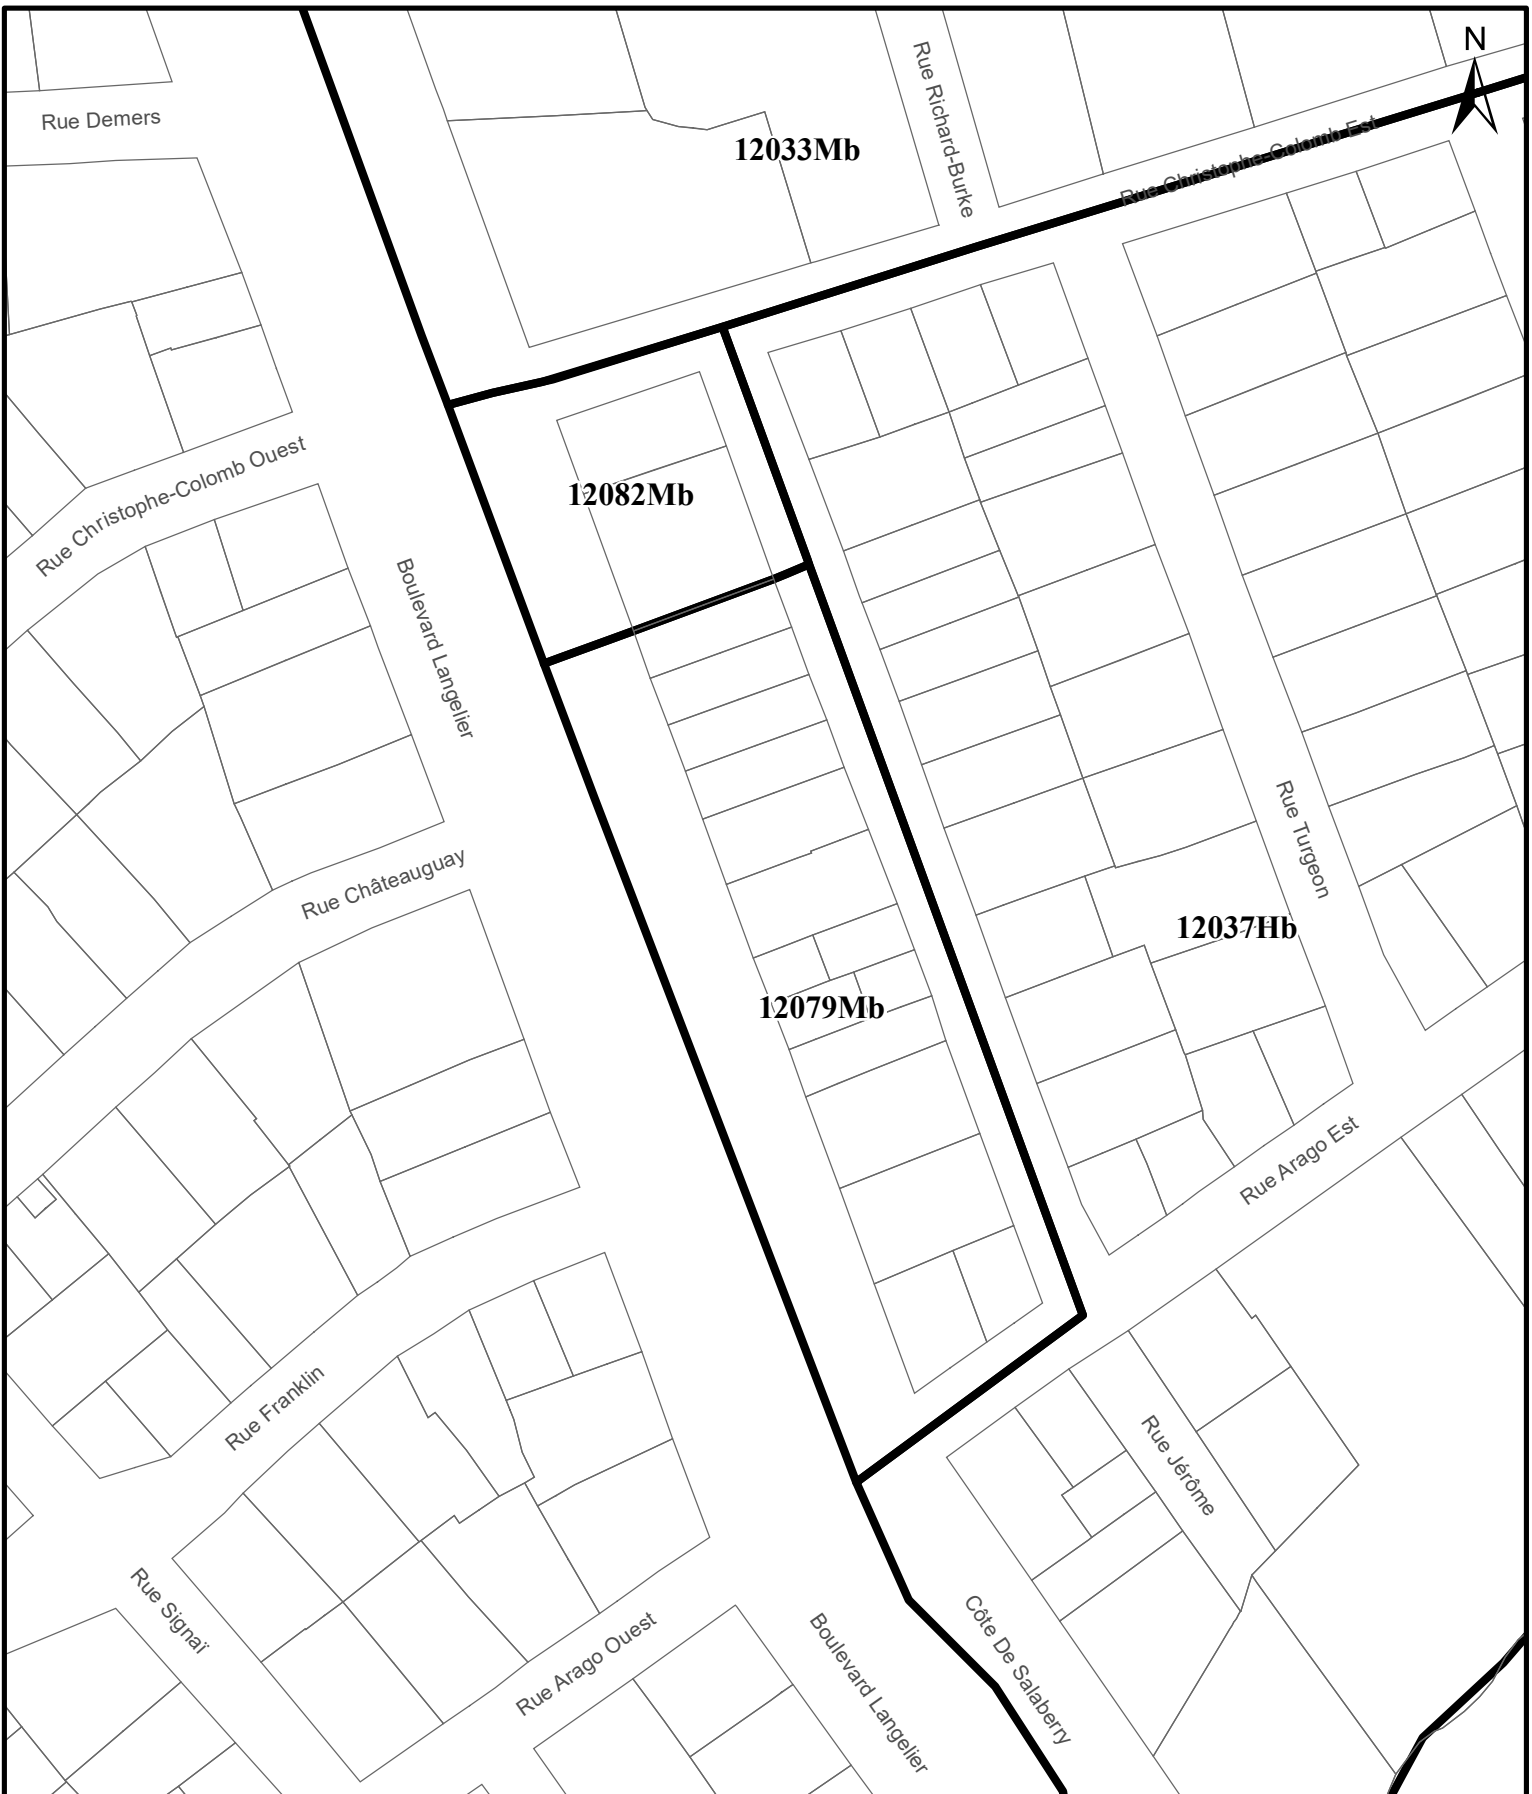 N
Rue Demers
12033Mb
Rue Richard-Burke
Rue Christophe-Colomb Est
Rue Christophe-Colomb Ouest
12082Mb
Boulevard Langelier
Rue Châteauguay
Rue Turgeon
12037Hb
12079Mb
Rue Arago Est
Rue Franklin
Rue Jérôme
Rue Signaï
Rue Arago Ouest
Boulevard Langelier
Côte De Salaberry